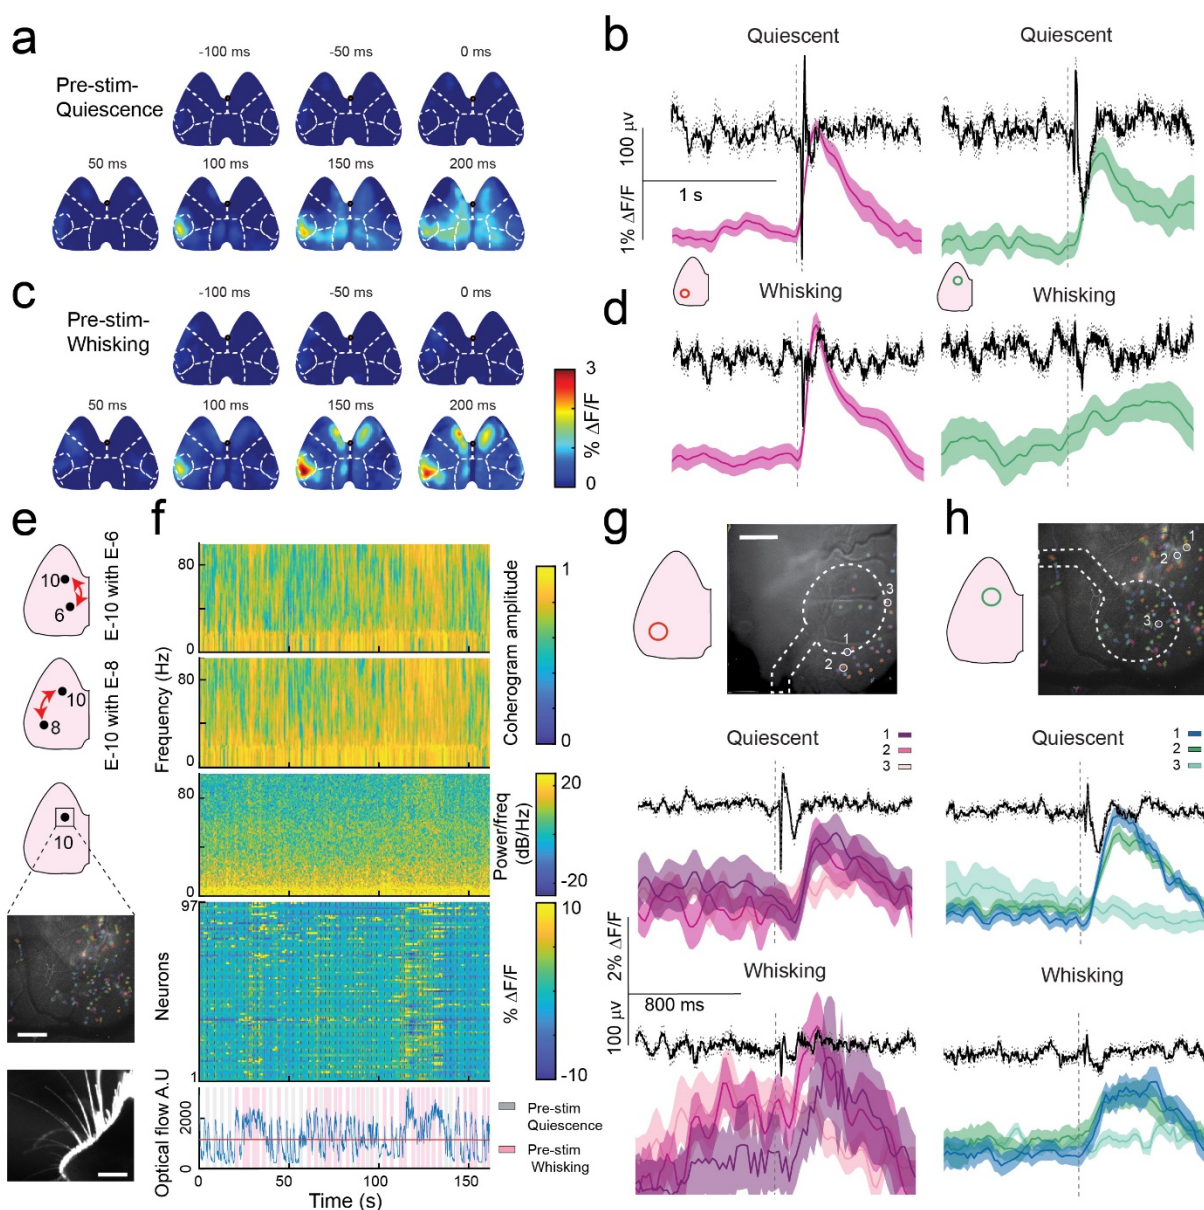 a
-100 ms
-50 ms
0 ms
Pre-stim-
Quiescence
50 ms
100 ms
150 ms
200 ms
b
Quiescent
Quiescent
100 µv
1% ΔF/F
1 s
c
-100 ms
-50 ms
0 ms
Pre-stim-
Whisking
50 ms
100 ms
150 ms
200 ms
3
% ΔF/F
0
d
Whisking
Whisking
e
10
6
E-10 with E-6
10
8
E-10 with E-8
10
f
80
0
80
0
Frequency (Hz)
80
0
1
Coherogram amplitude
0
20
Power/freq
(dB/Hz)
-20
97
Neurons
1
10
% ΔF/F
-10
Optical flow A.U
2000
0
0
50
100
150
Time (s)
Pre-stim
Quiescence
Pre-stim
Whisking
g
3
1
2
Quiescent
1
2
3
2% ΔF/F
100 µv
800 ms
Whisking
h
1
2
3
Quiescent
1
2
3
Whisking